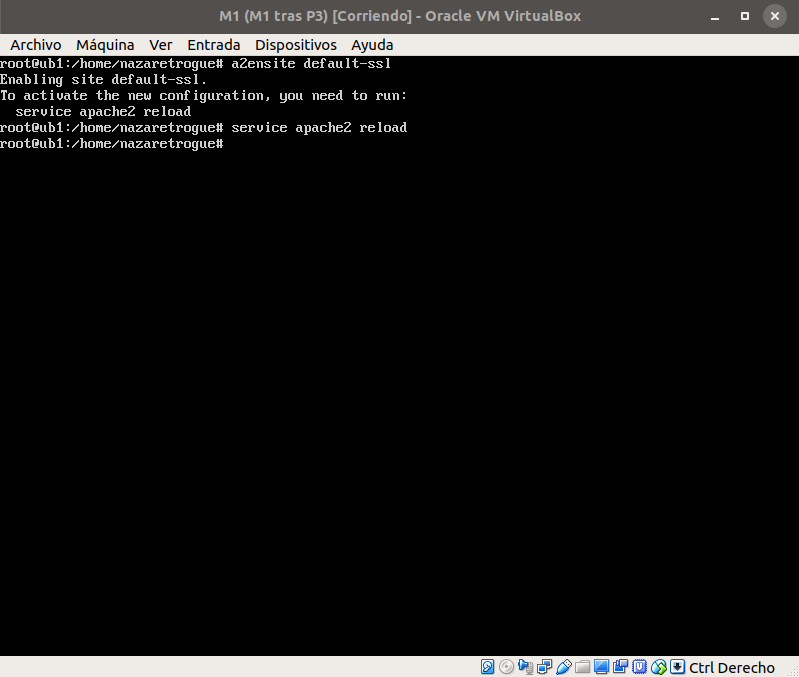 M1 (M1 tras P3) [Corriendo] - Oracle VM VirtualBox
Archivo Máquina Ver Entrada Dispositivos Ayuda
root@ub1:/home/nazaretrogue# a2ensite default-ssl
Enabling site default-ssl.
To activate the new configuration, you need to run:
  service apache2 reload
root@ub1:/home/nazaretrogue# service apache2 reload
root@ub1:/home/nazaretrogue#
Ctrl Derecho